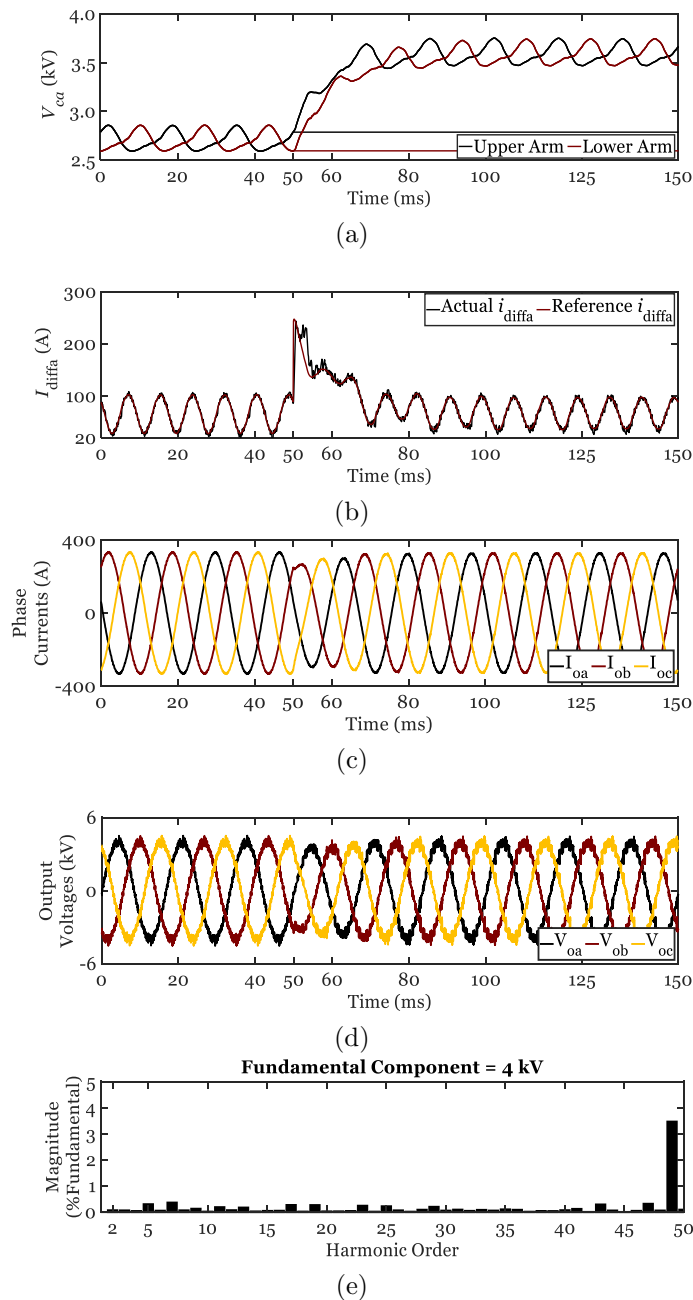 4.0
3.5
3.0
2.5
V_ca (kV)
Upper Arm Lower Arm
0 20 40 50 60 80 100 125 150
Time (ms)
(a)
300
200
100
20
I_diffa (A)
Actual i_diffa Reference i_diffa
0 20 40 50 60 80 100 125 150
Time (ms)
(b)
400
0
-400
Phase
Currents (A)
I_oa I_ob I_oc
0 20 40 50 60 80 100 125 150
Time (ms)
(c)
6
0
-6
Output
Voltages (kV)
V_oa V_ob V_oc
0 20 40 50 60 80 100 125 150
Time (ms)
(d)
Fundamental Component = 4 kV
5
4
3
2
1
0
Magnitude
(%Fundamental)
2 5 10 15 20 25 30 35 40 45 50
Harmonic Order
(e)